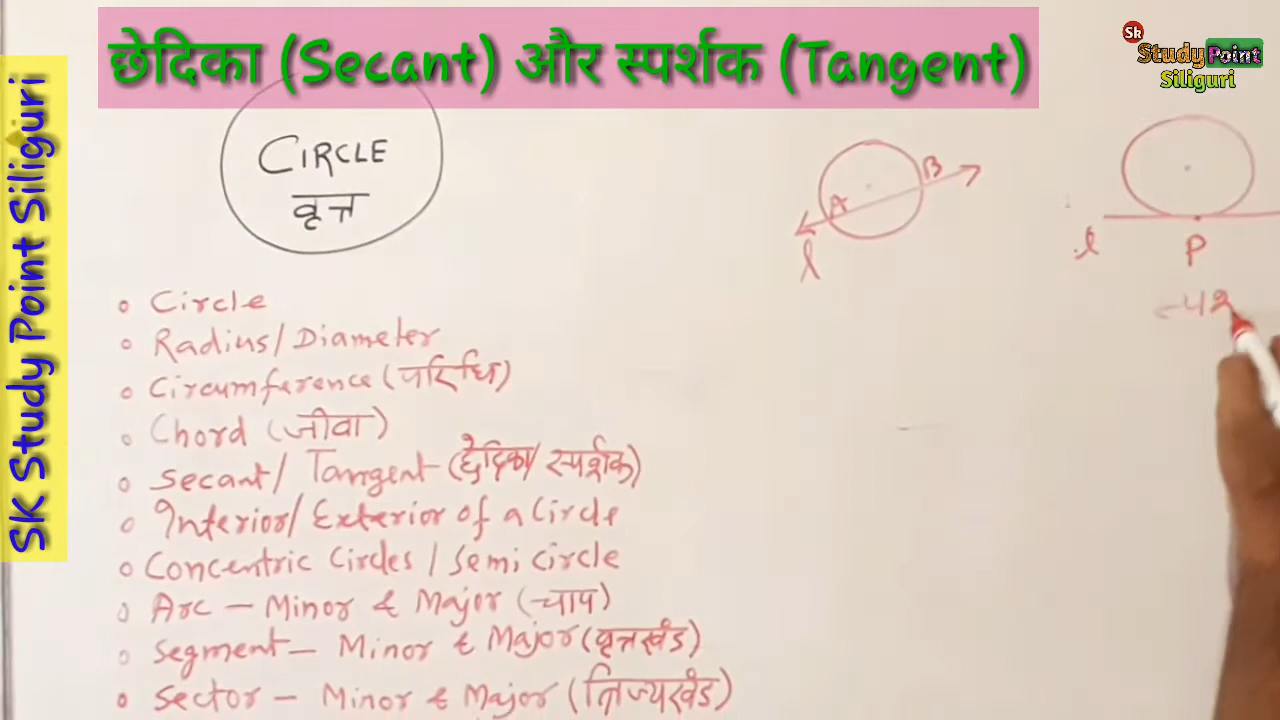 छेदिका (Secant) और स्पर्शक (Tangent)
Sk
Study Point
Siliguri
SK Study Point Siliguri
CIRCLE
वृत्त
A
B
l
l
P
Circle
Radius/Diameter
Circumference (परिधि)
Chord (जीवा)
Secant/ Tangent (छेदिका/ स्पर्शक)
Interior/ Exterior of a Circle
Concentric Circles / Semi circle
Arc – Minor & Major (चाप)
Segment – Minor & Major (वृत्तखंड)
Sector – Minor & Major (त्रिज्यखंड)